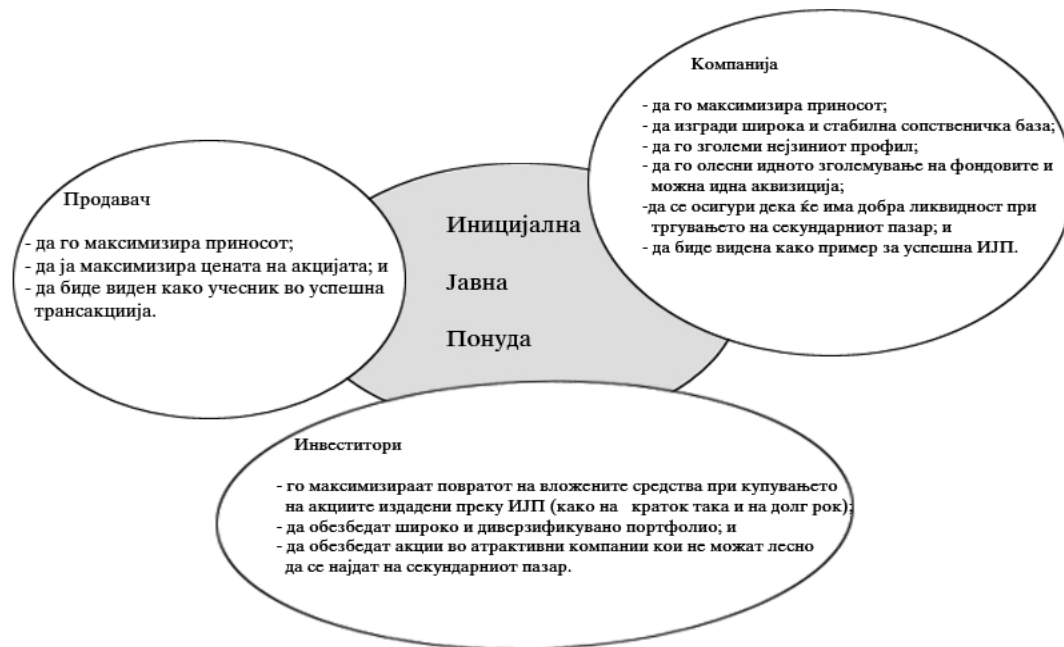 Продавач
- да го максимизира приносот;
- да ја максимизира цената на акцијата; и
- да биде виден како учесник во успешна
трансакциија.
Иницијална
Јавна
Понуда
Компанија
- да го максимизира приносот;
- да изгради широка и стабилна сопственичка база;
- да го зголеми нејзиниот профил;
- да го олесни идното зголемување на фондовите и
можна идна аквизиција;
-да се осигури дека ќе има добра ликвидност при
тргувањето на секундарниот пазар; и
- да биде видена како пример за успешна ИЈП.
Инвеститори
- го максимизираат повратот на вложените средства при купувањето
на акциите издадени преку ИЈП (како на краток така и на долг рок);
- да обезбедат широко и диверзификувано портфолио; и
- да обезбедат акции во атрактивни компании кои не можат лесно
да се најдат на секундарниот пазар.